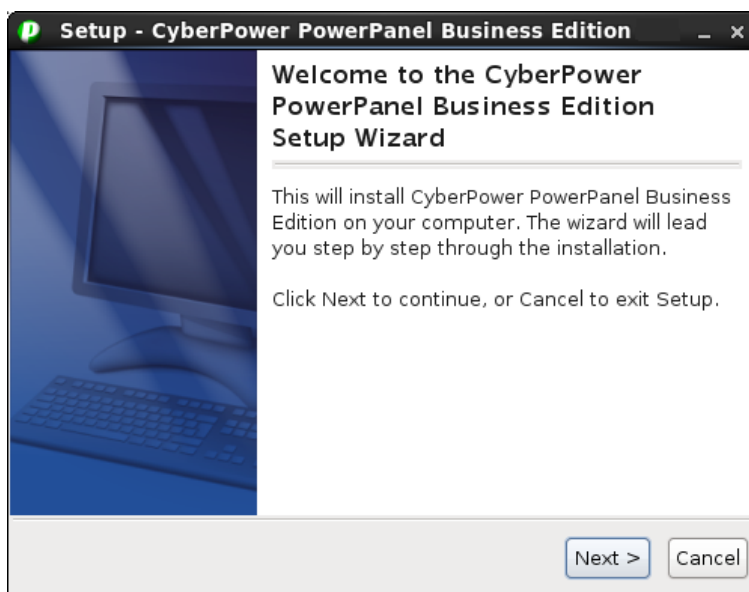 Setup - CyberPower PowerPanel Business Edition
Welcome to the CyberPower
PowerPanel Business Edition
Setup Wizard
This will install CyberPower PowerPanel Business
Edition on your computer. The wizard will lead
you step by step through the installation.
Click Next to continue, or Cancel to exit Setup.
Next >
Cancel